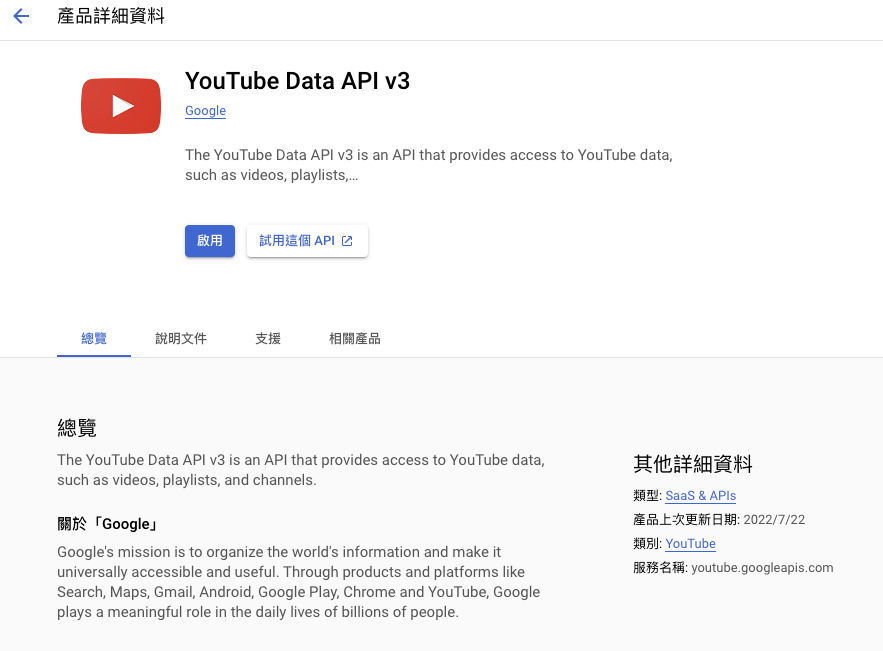 產品詳細資料
YouTube Data API v3
Google
The YouTube Data API v3 is an API that provides access to YouTube data,
such as videos, playlists,…
啟用
試用這個 API
總覽
說明文件
支援
相關產品
總覽
The YouTube Data API v3 is an API that provides access to YouTube data,
such as videos, playlists, and channels.
關於「Google」
Google's mission is to organize the world's information and make it
universally accessible and useful. Through products and platforms like
Search, Maps, Gmail, Android, Google Play, Chrome and YouTube, Google
plays a meaningful role in the daily lives of billions of people.
其他詳細資料
類型: SaaS & APIs
產品上次更新日期: 2022/7/22
類別: YouTube
服務名稱: youtube.googleapis.com